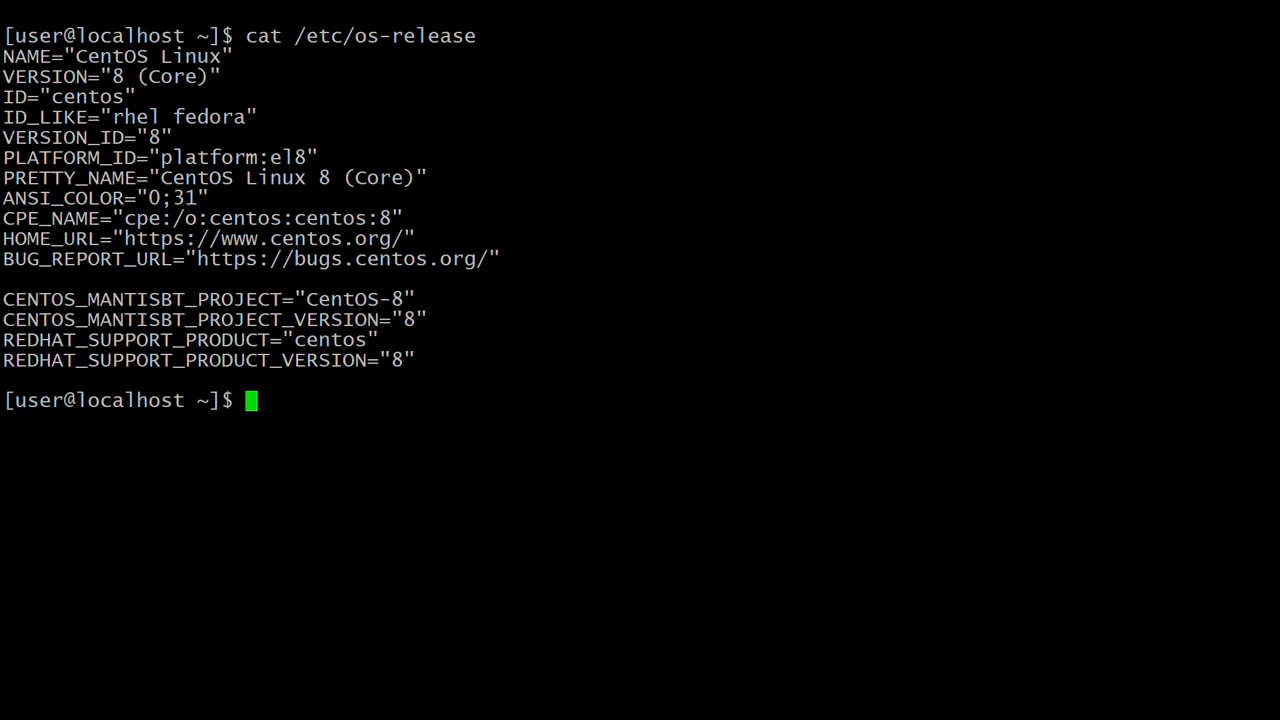 [user@localhost ~]$ cat /etc/os-release
NAME="CentOS Linux"
VERSION="8 (Core)"
ID="centos"
ID_LIKE="rhel fedora"
VERSION_ID="8"
PLATFORM_ID="platform:el8"
PRETTY_NAME="CentOS Linux 8 (Core)"
ANSI_COLOR="0;31"
CPE_NAME="cpe:/o:centos:centos:8"
HOME_URL="https://www.centos.org/"
BUG_REPORT_URL="https://bugs.centos.org/"

CENTOS_MANTISBT_PROJECT="CentOS-8"
CENTOS_MANTISBT_PROJECT_VERSION="8"
REDHAT_SUPPORT_PRODUCT="centos"
REDHAT_SUPPORT_PRODUCT_VERSION="8"

[user@localhost ~]$